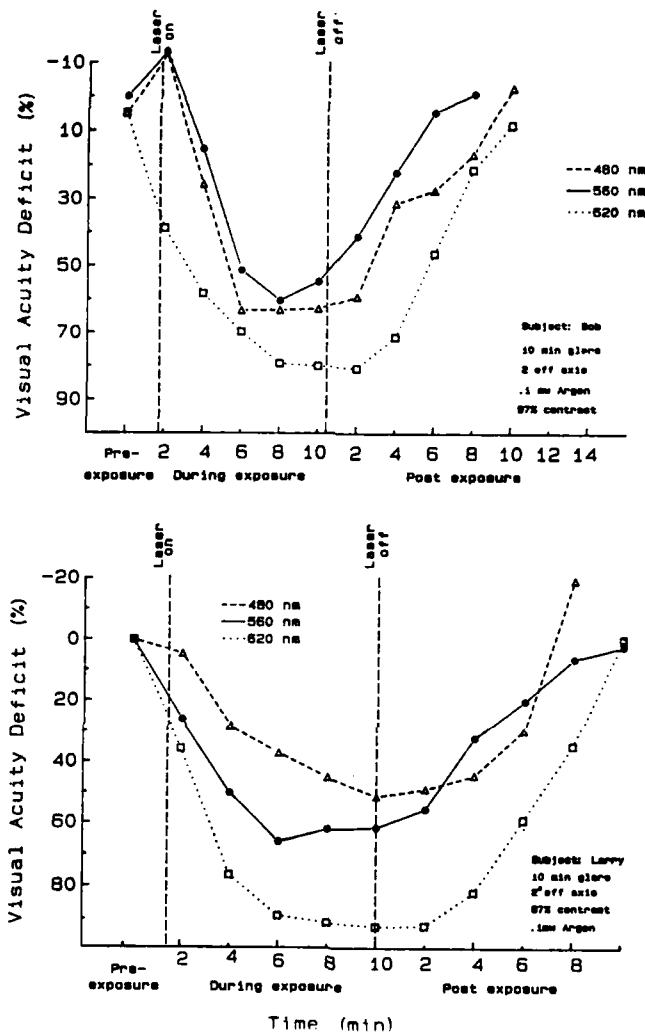 Laser on
Laser off
Visual Acuity Deficit (%)
-10
10
30
50
70
90
480 nm
560 nm
620 nm
Subject: Bob
10 min glare
2 off axis
.1 mw Argon
97% contrast
2 4 6 8 10 2 4 6 8 10 12 14
Pre-exposure
During exposure
Post exposure
Laser on
Laser off
Visual Acuity Deficit (%)
-20
0
20
40
60
80
480 nm
560 nm
620 nm
Subject: Larry
10 min glare
2° off axis
97% contrast
.1mw Argon
2 4 6 8 10 2 4 6 8
Pre-exposure
During exposure
Post exposure
Time (min)